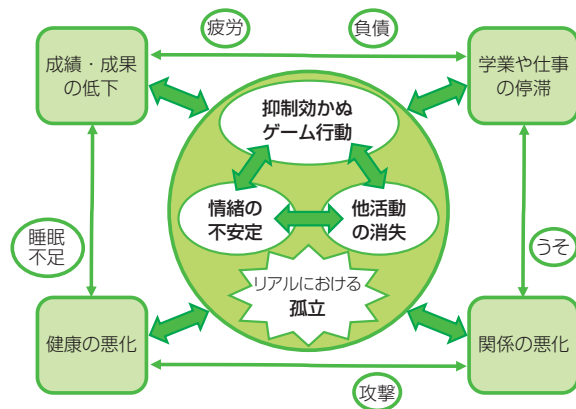 疲労
負債
成績・成果
の低下
学業や仕事
の停滞
抑制効かぬ
ゲーム行動
情緒の
不安定
他活動
の消失
睡眠
不足
うそ
リアルにおける
孤立
健康の悪化
関係の悪化
攻撃